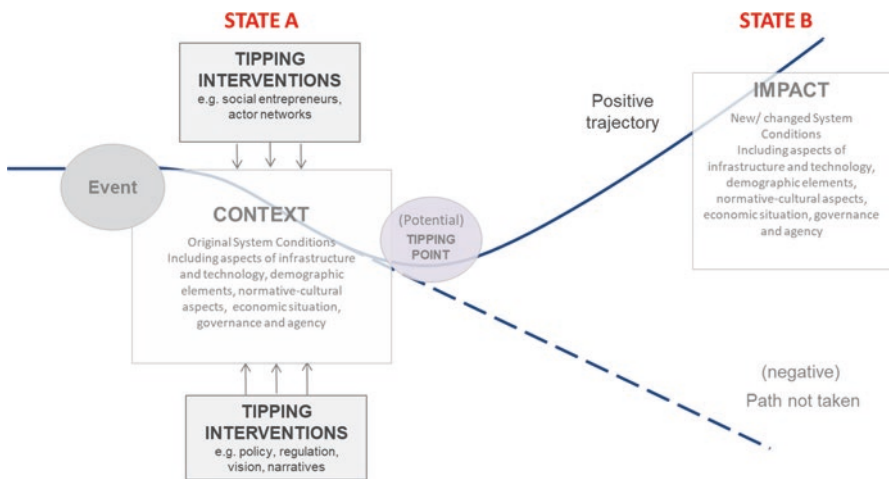 STATE A
STATE B
TIPPING
INTERVENTIONS
e.g. social entrepreneurs,
actor networks
Event
CONTEXT
Original System Conditions
Including aspects of infrastructure
and technology, demographic
elements, normative-cultural
aspects,  economic situation,
governance and agency
(Potential)
TIPPING
POINT
Positive
trajectory
IMPACT
New/ changed System
Conditions
Including aspects of
infrastructure and technology,
demographic elements,
normative-cultural aspects,
economic situation, governance
and agency
(negative)
Path not taken
TIPPING
INTERVENTIONS
e.g. policy, regulation,
vision, narratives